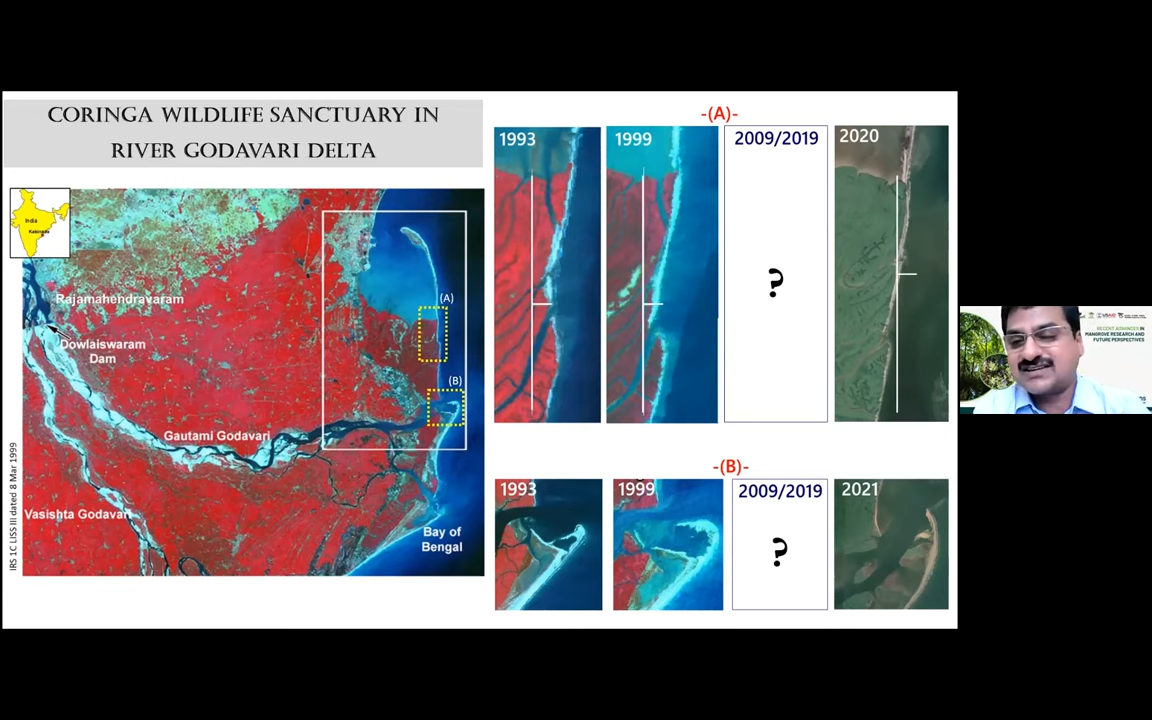 CORINGA WILDLIFE SANCTUARY IN
RIVER GODAVARI DELTA
India
Kakinada
Rajamahendravaram
Dowlaiswaram
Dam
Gautami Godavari
Vasishta Godavari
Bay of
Bengal
(A)
(B)
IRS 1C LISS III dated 8 Mar 1999
-(A)-
1993
1999
2009/2019
?
2020
-(B)-
1993
1999
2009/2019
?
2021
USAID
RECENT ADVANCES IN
MANGROVE RESEARCH AND
FUTURE PERSPECTIVES